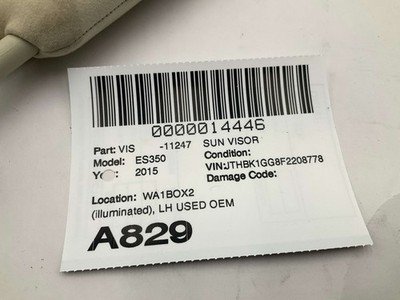 0000014446
Part: VIS -11247 SUN VISOR
Model: ES350 Condition:
2015 VIN:JTHBK1GG8F2208778
Damage Code:
Location: WA1BOX2
(illuminated), LH USED OEM
A829